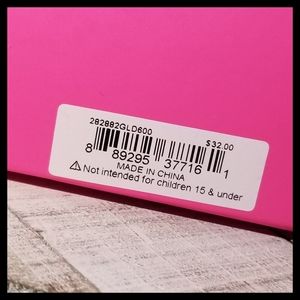 282882GLD600
$32.00
8 89295 37716 1
MADE IN CHINA
⚠Not intended for children 15 & under